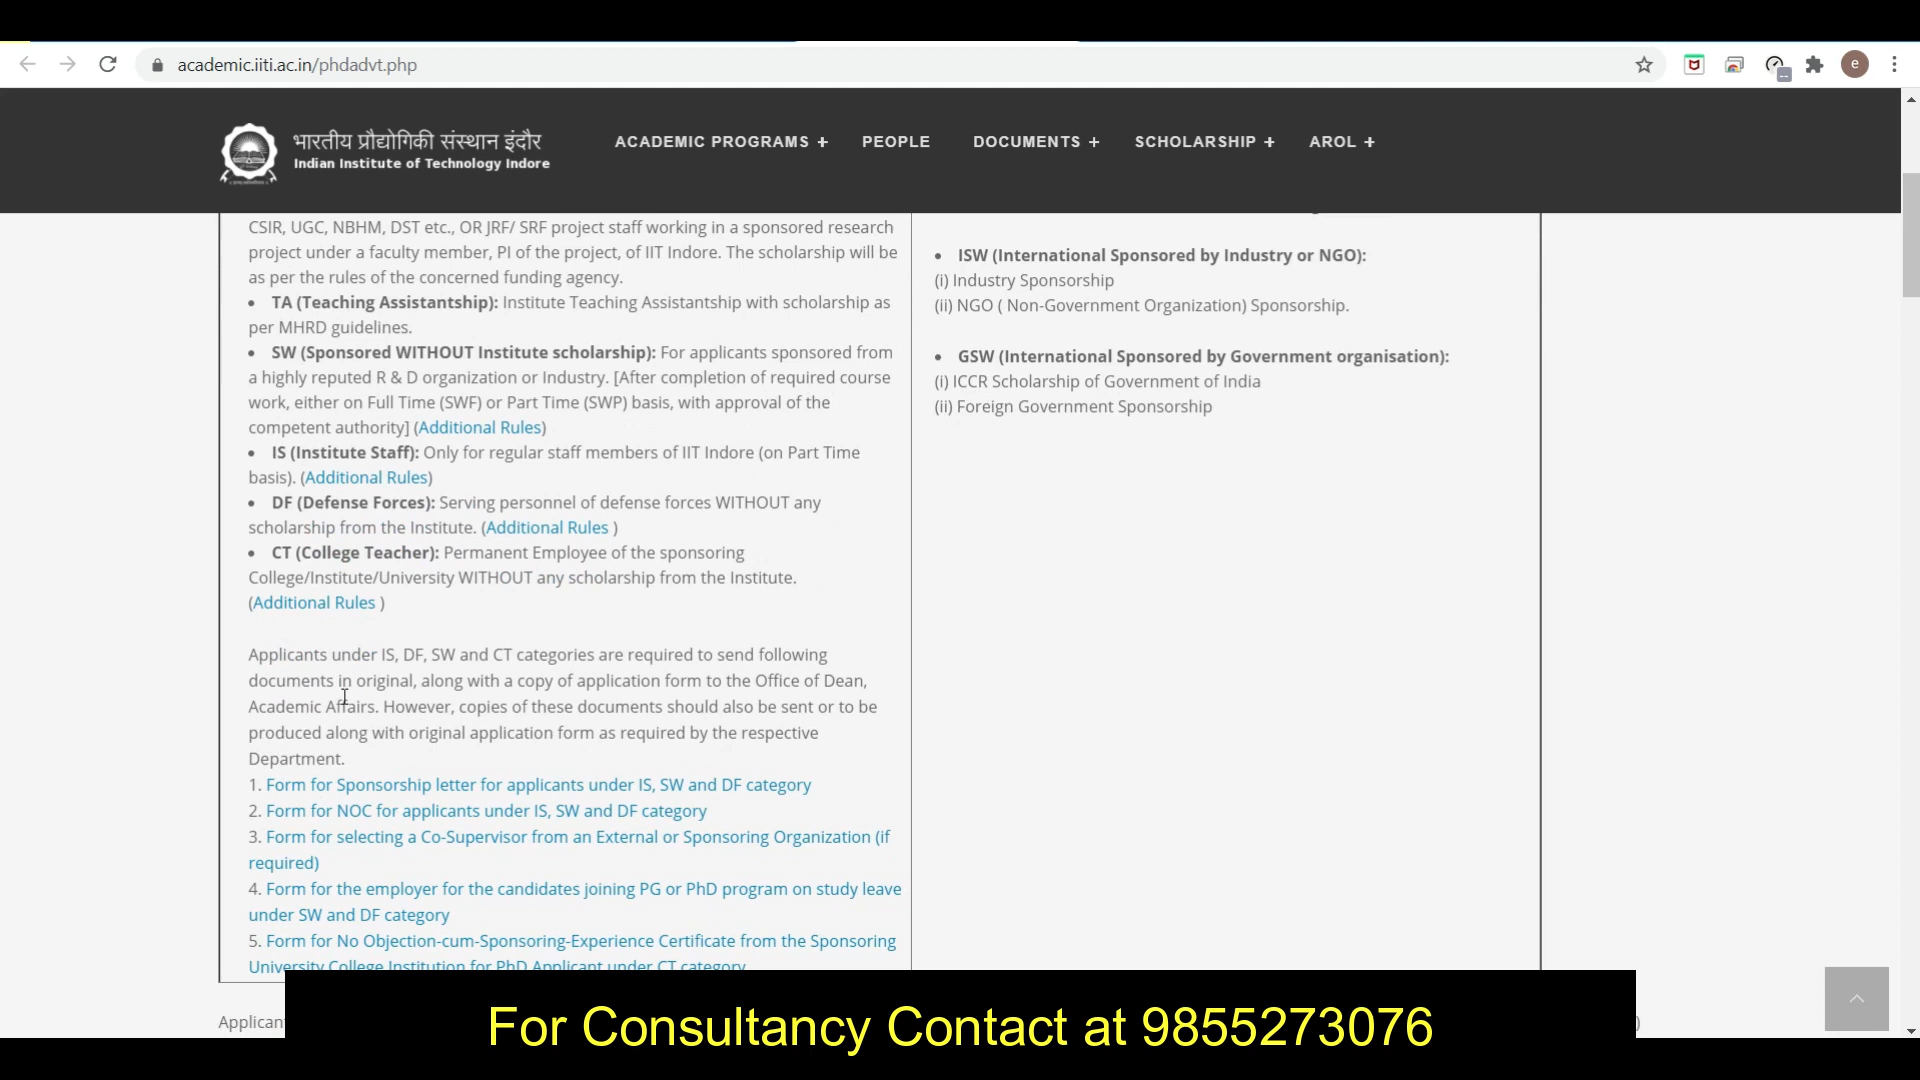 academic.iiti.ac.in/phdadvt.php
e
भारतीय प्रौद्योगिकी संस्थान इंदौर
Indian Institute of Technology Indore
ACADEMIC PROGRAMS +
PEOPLE
DOCUMENTS +
SCHOLARSHIP +
AROL +
CSIR, UGC, NBHM, DST etc., OR JRF/ SRF project staff working in a sponsored research
project under a faculty member, PI of the project, of IIT Indore. The scholarship will be
as per the rules of the concerned funding agency.
• TA (Teaching Assistantship): Institute Teaching Assistantship with scholarship as
per MHRD guidelines.
• SW (Sponsored WITHOUT Institute scholarship): For applicants sponsored from
a highly reputed R & D organization or Industry. [After completion of required course
work, either on Full Time (SWF) or Part Time (SWP) basis, with approval of the
competent authority] (Additional Rules)
• IS (Institute Staff): Only for regular staff members of IIT Indore (on Part Time
basis). (Additional Rules)
• DF (Defense Forces): Serving personnel of defense forces WITHOUT any
scholarship from the Institute. (Additional Rules )
• CT (College Teacher): Permanent Employee of the sponsoring
College/Institute/University WITHOUT any scholarship from the Institute.
(Additional Rules )
Applicants under IS, DF, SW and CT categories are required to send following
documents in original, along with a copy of application form to the Office of Dean,
Academic Affairs. However, copies of these documents should also be sent or to be
produced along with original application form as required by the respective
Department.
1. Form for Sponsorship letter for applicants under IS, SW and DF category
2. Form for NOC for applicants under IS, SW and DF category
3. Form for selecting a Co-Supervisor from an External or Sponsoring Organization (if
required)
4. Form for the employer for the candidates joining PG or PhD program on study leave
under SW and DF category
5. Form for No Objection-cum-Sponsoring-Experience Certificate from the Sponsoring
University College Institution for PhD Applicant under CT category
• ISW (International Sponsored by Industry or NGO):
(i) Industry Sponsorship
(ii) NGO ( Non-Government Organization) Sponsorship.
• GSW (International Sponsored by Government organisation):
(i) ICCR Scholarship of Government of India
(ii) Foreign Government Sponsorship
For Consultancy Contact at 9855273076